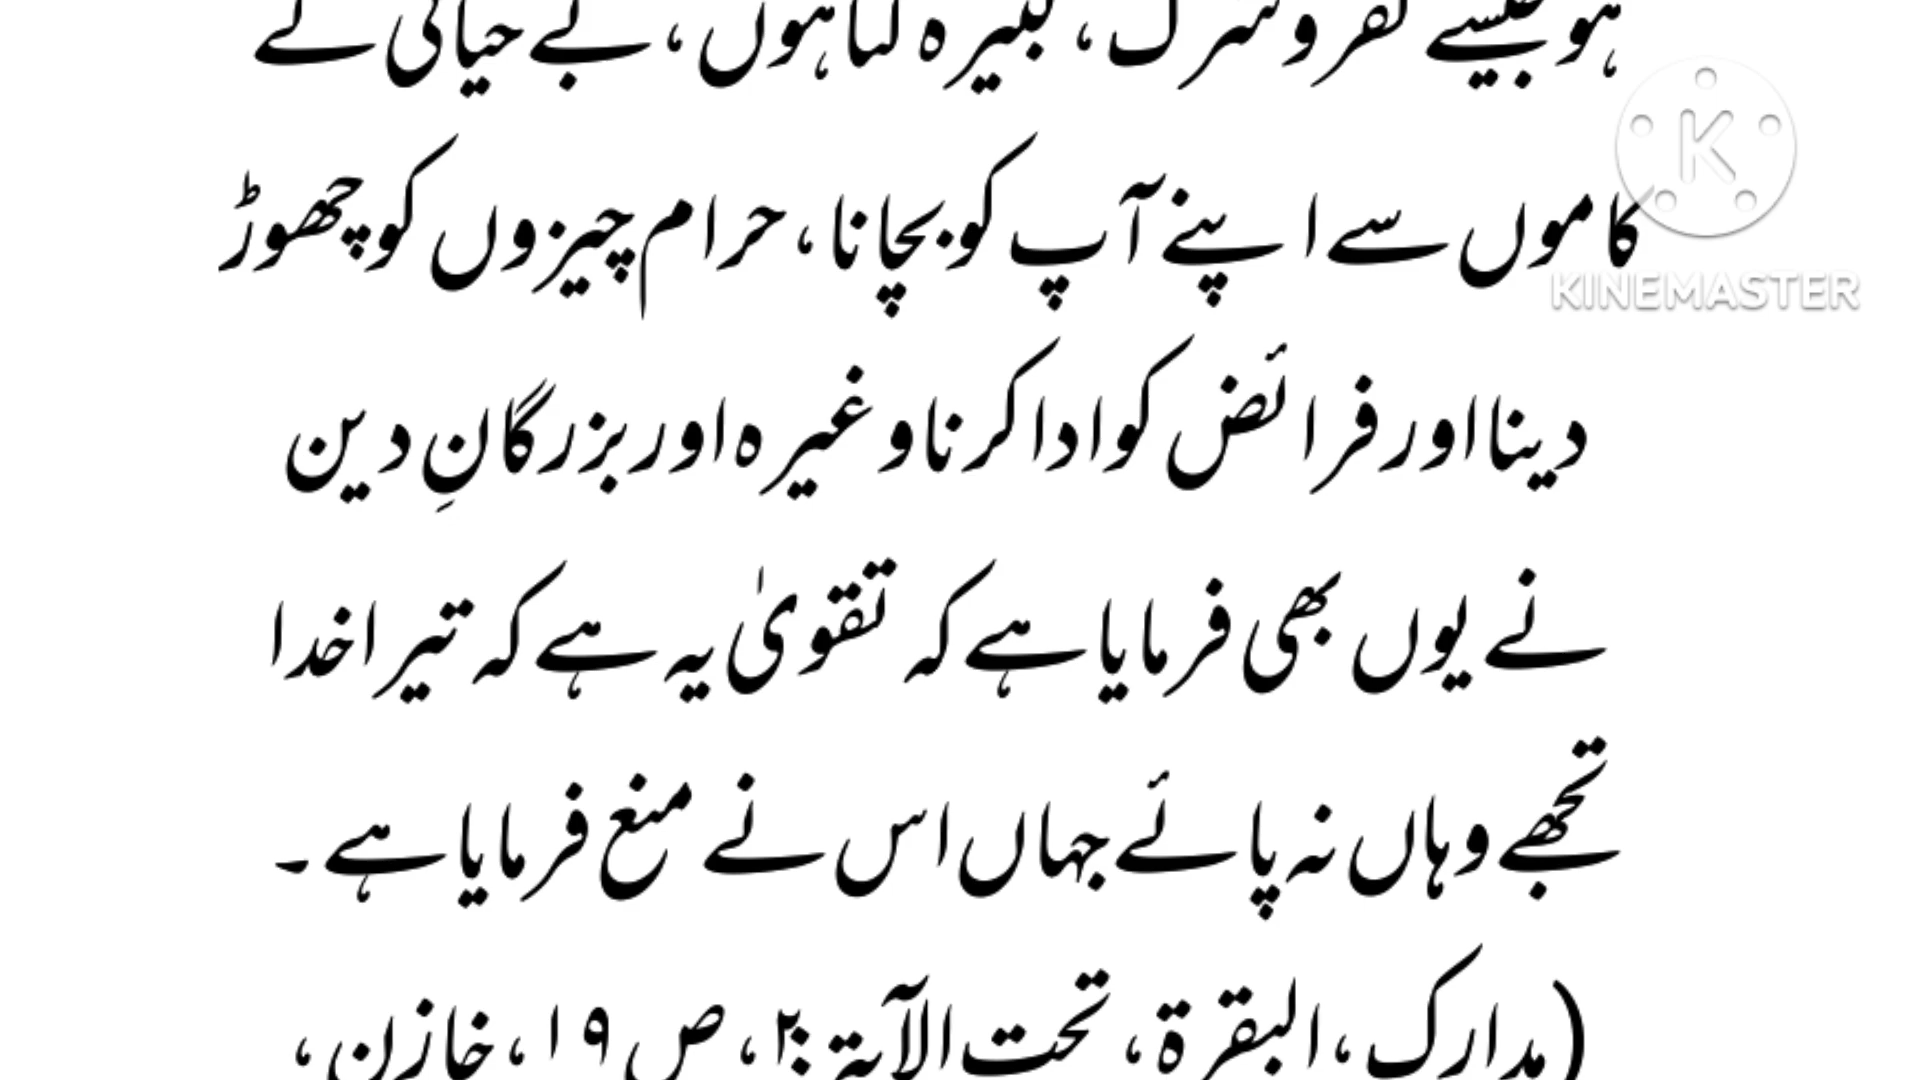 ہو جیسے کفر و شرک، کبیرہ گناہوں، بے حیائی کے
کاموں سے اپنے آپ کو بچانا، حرام چیزوں کو چھوڑ
دینا اور فرائض کو ادا کرنا وغیرہ اور بزرگانِ دین
نے یوں بھی فرمایا ہے کہ تقویٰ یہ ہے کہ تیرا خدا
تجھے وہاں نہ پائے جہاں اس نے منع فرمایا ہے۔
(مدارک، البقرۃ، تحت الآیۃ: ۲، ص ۱۹، خازن،
KINEMASTER